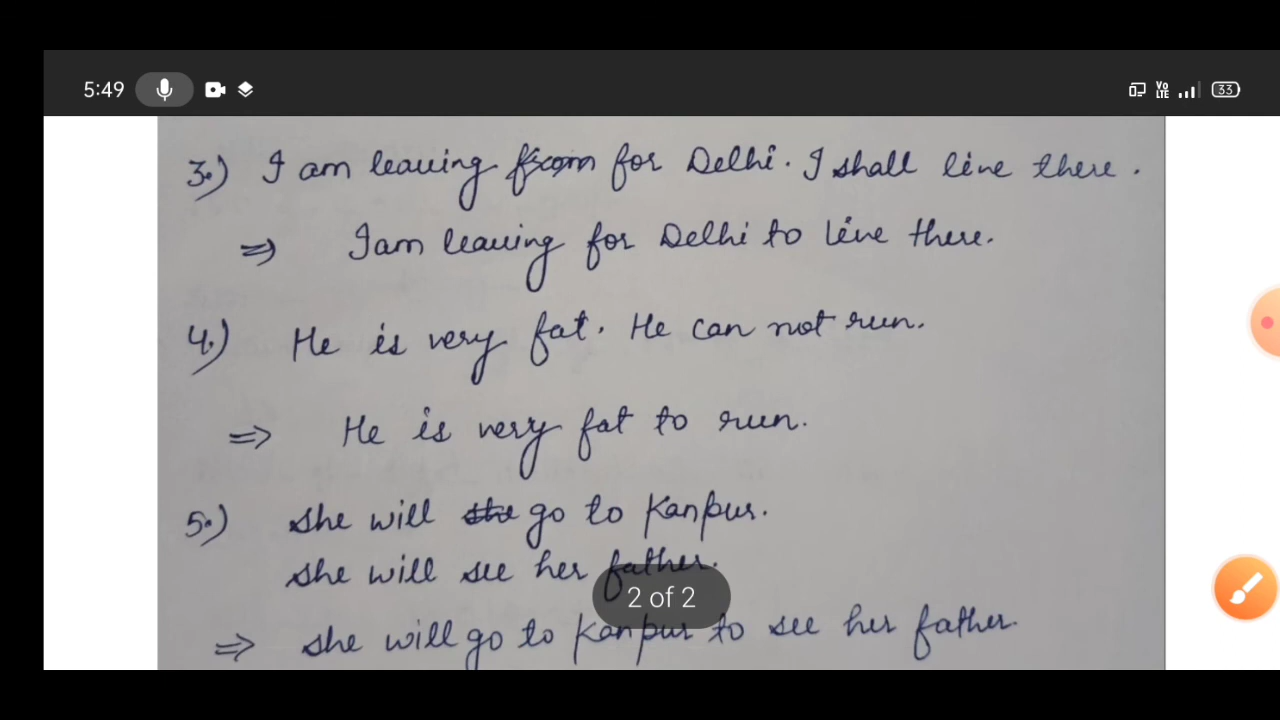 5:49
Vo LTE 33
3.) I am leaving from for Delhi. I shall live there.
⇒ I am leaving for Delhi to live there.
4.) He is very fat. He can not run.
⇒ He is very fat to run.
5.) She will she go to Kanpur.
She will see her father.
2 of 2
⇒ She will go to Kanpur to see her father.